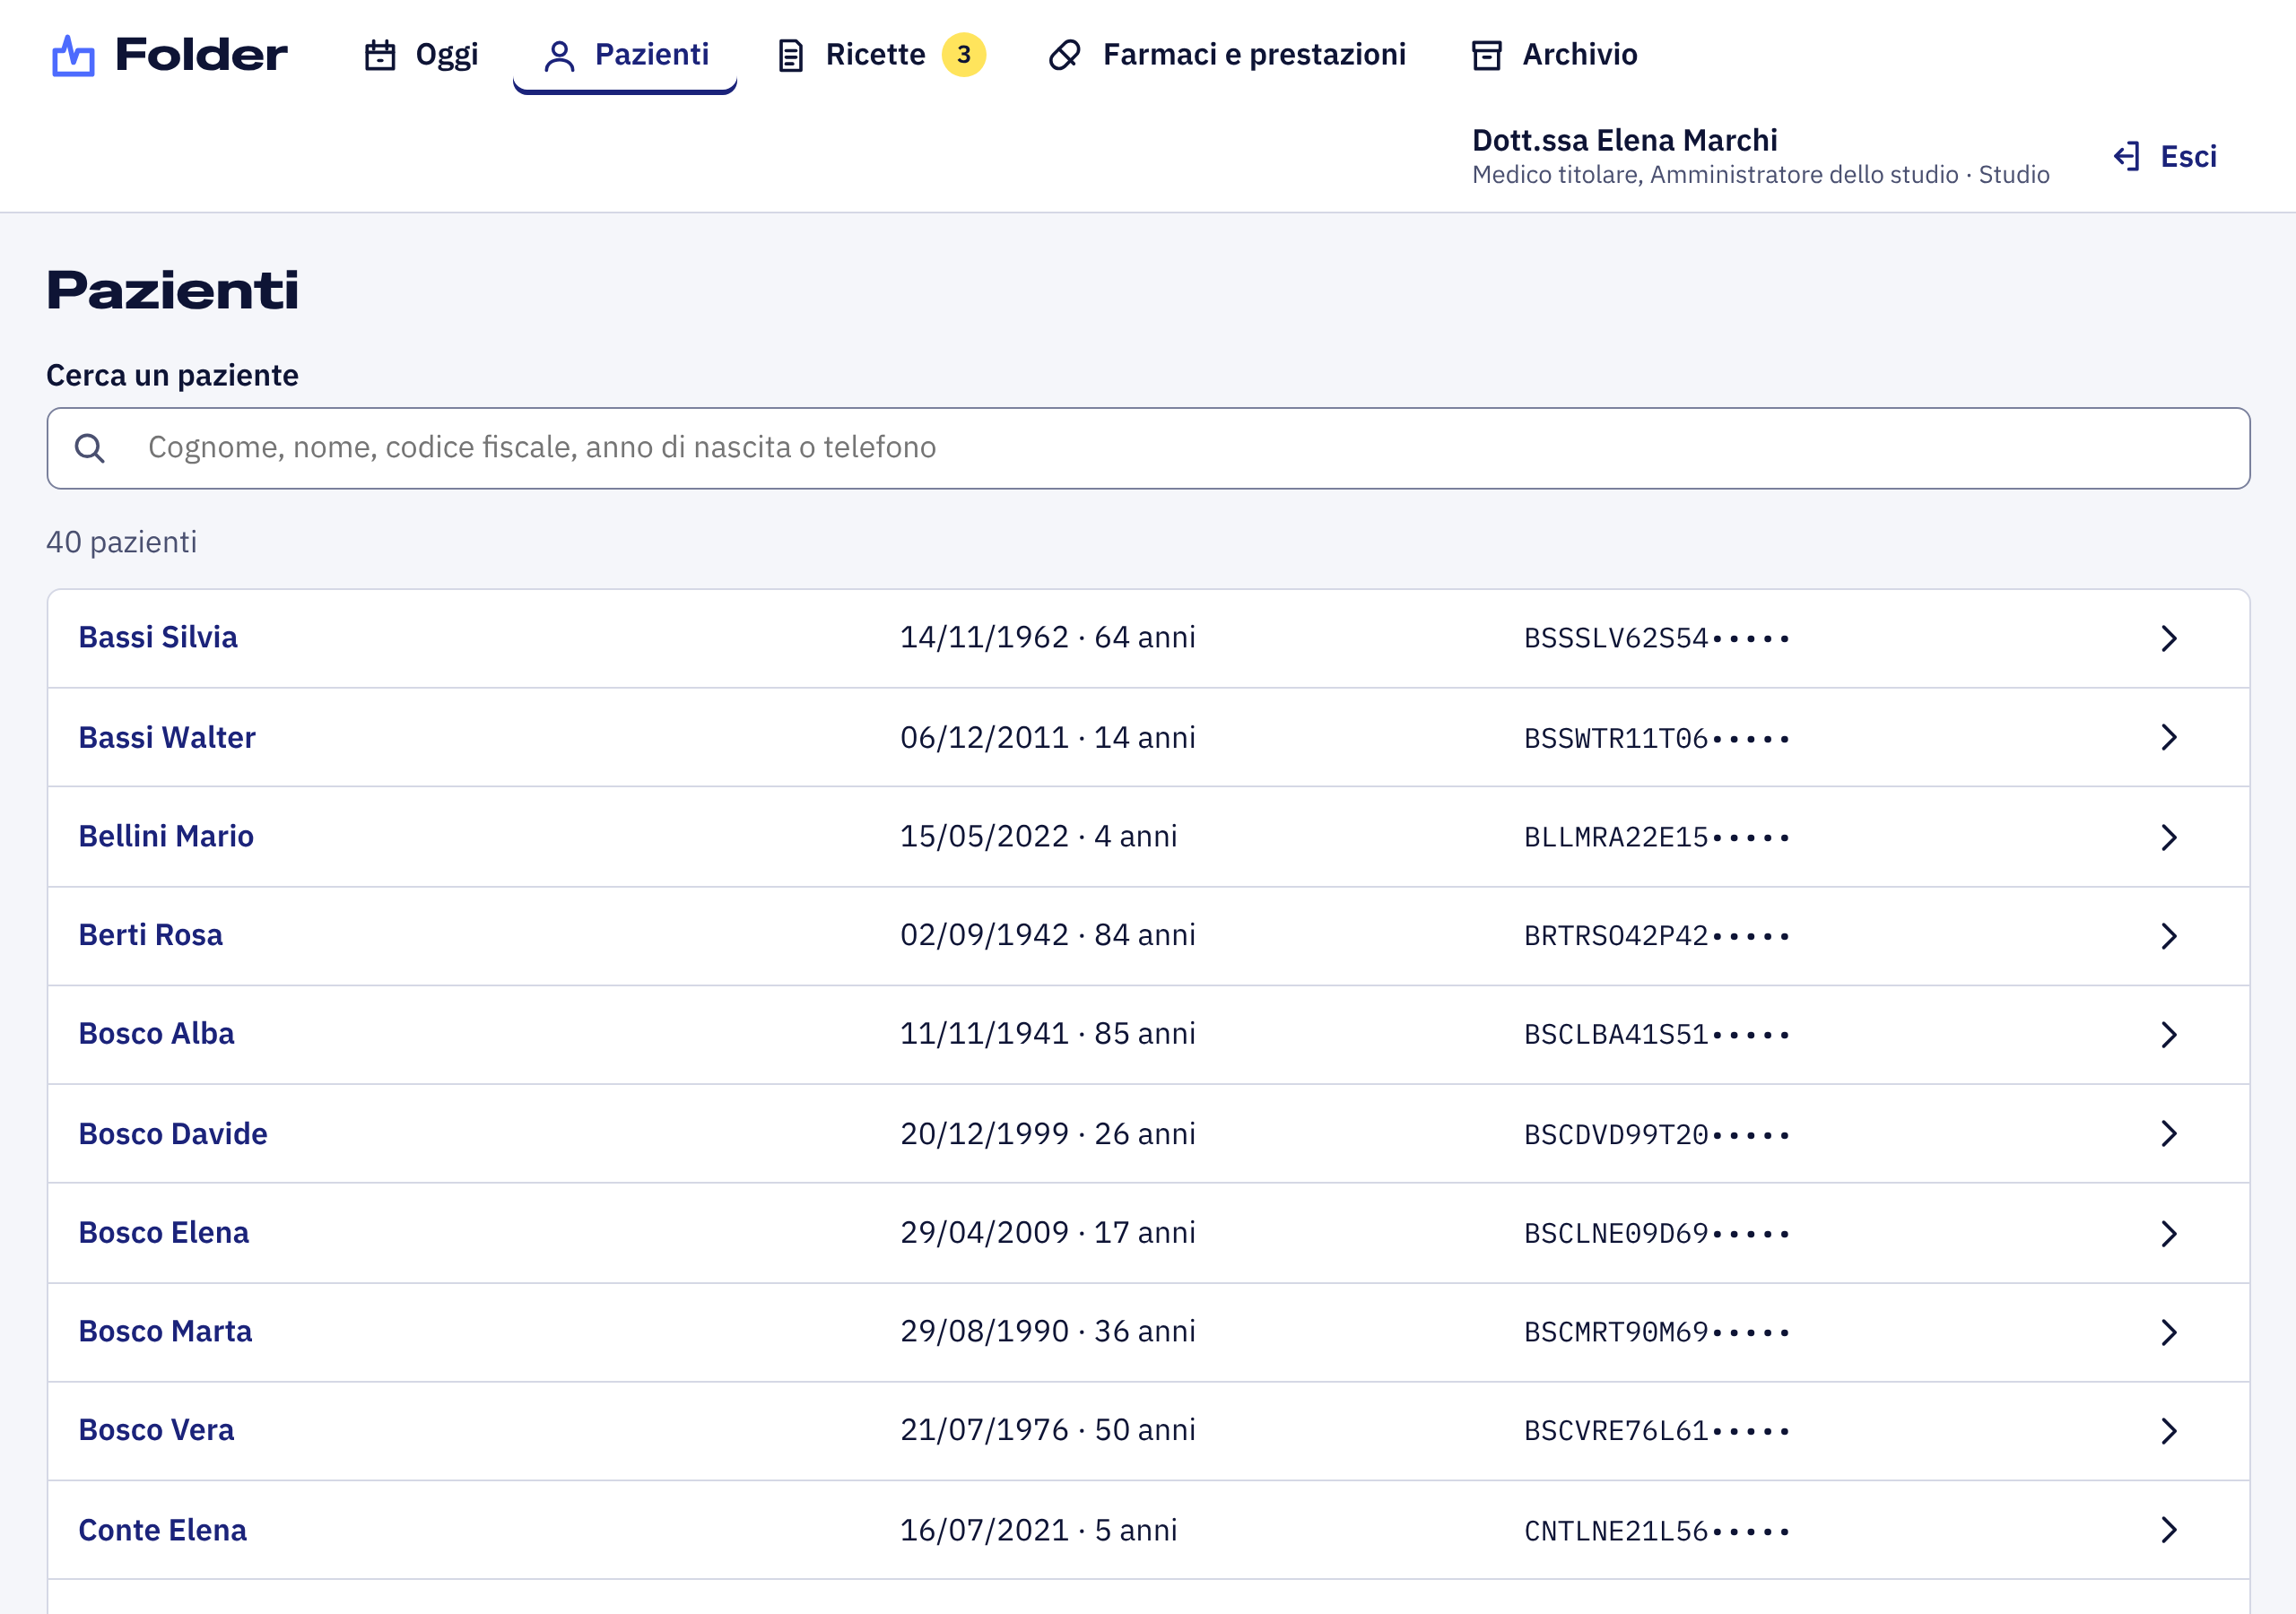 Folder Oggi Pazienti Ricette 3 Farmaci e prestazioni Archivio
Dott.ssa Elena Marchi
Medico titolare, Amministratore dello studio · Studio
Esci
Pazienti
Cerca un paziente
Cognome, nome, codice fiscale, anno di nascita o telefono
40 pazienti
Bassi Silvia 14/11/1962 · 64 anni BSSSLV62S54•••••
Bassi Walter 06/12/2011 · 14 anni BSSWTR11T06•••••
Bellini Mario 15/05/2022 · 4 anni BLLMRA22E15•••••
Berti Rosa 02/09/1942 · 84 anni BRTRSO42P42•••••
Bosco Alba 11/11/1941 · 85 anni BSCLBA41S51•••••
Bosco Davide 20/12/1999 · 26 anni BSCDVD99T20•••••
Bosco Elena 29/04/2009 · 17 anni BSCLNE09D69•••••
Bosco Marta 29/08/1990 · 36 anni BSCMRT90M69•••••
Bosco Vera 21/07/1976 · 50 anni BSCVRE76L61•••••
Conte Elena 16/07/2021 · 5 anni CNTLNE21L56•••••